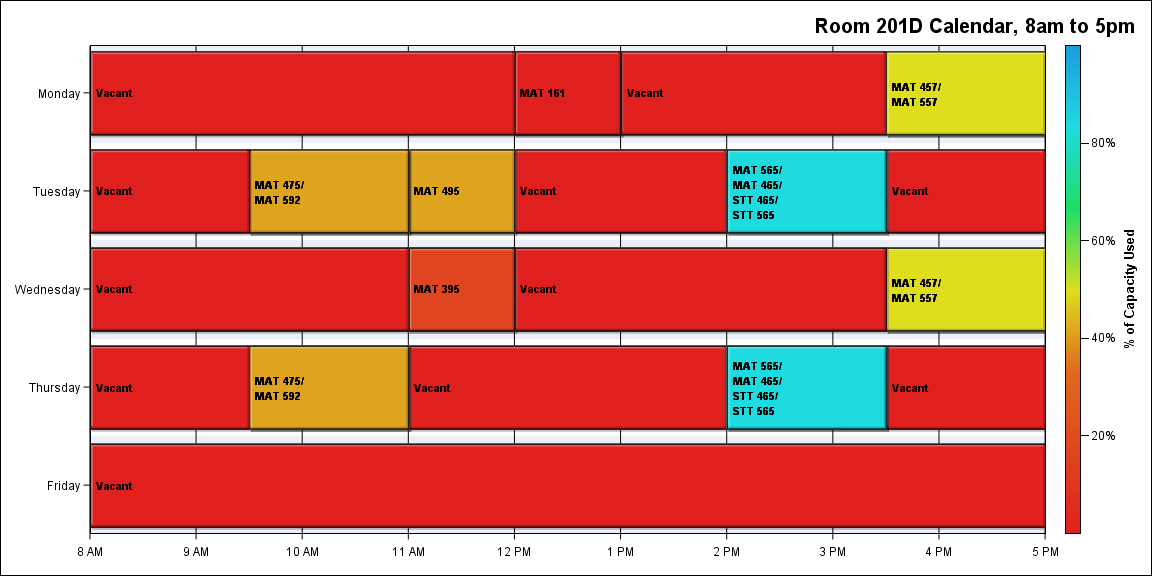 Room 201D Calendar, 8am to 5pm
Monday
Vacant
MAT 161
Vacant
MAT 457/
MAT 557
Tuesday
Vacant
MAT 475/
MAT 592
MAT 495
Vacant
MAT 565/
MAT 465/
STT 465/
STT 565
Vacant
Wednesday
Vacant
MAT 395
Vacant
MAT 457/
MAT 557
Thursday
Vacant
MAT 475/
MAT 592
Vacant
MAT 565/
MAT 465/
STT 465/
STT 565
Vacant
Friday
Vacant
8 AM
9 AM
10 AM
11 AM
12 PM
1 PM
2 PM
3 PM
4 PM
5 PM
80%
60%
40%
20%
% of Capacity Used